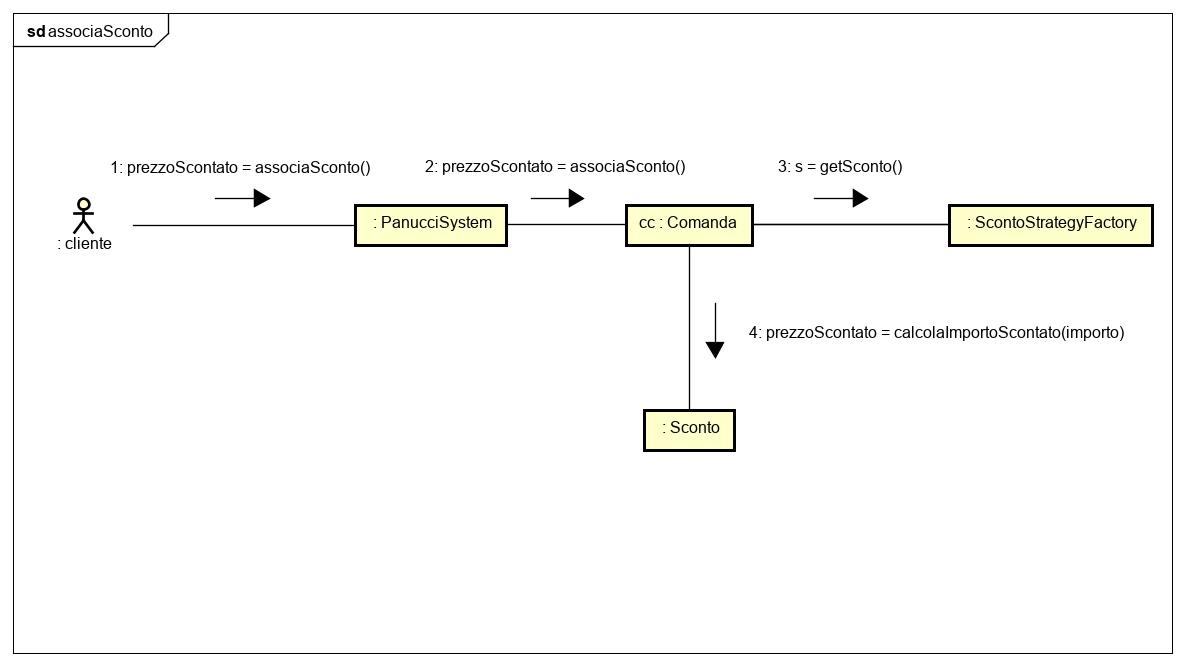 sd associaSconto
1: prezzoScontato = associaSconto()
2: prezzoScontato = associaSconto()
3: s = getSconto()
: cliente
: PanucciSystem
cc : Comanda
: ScontoStrategyFactory
4: prezzoScontato = calcolaImportoScontato(importo)
: Sconto